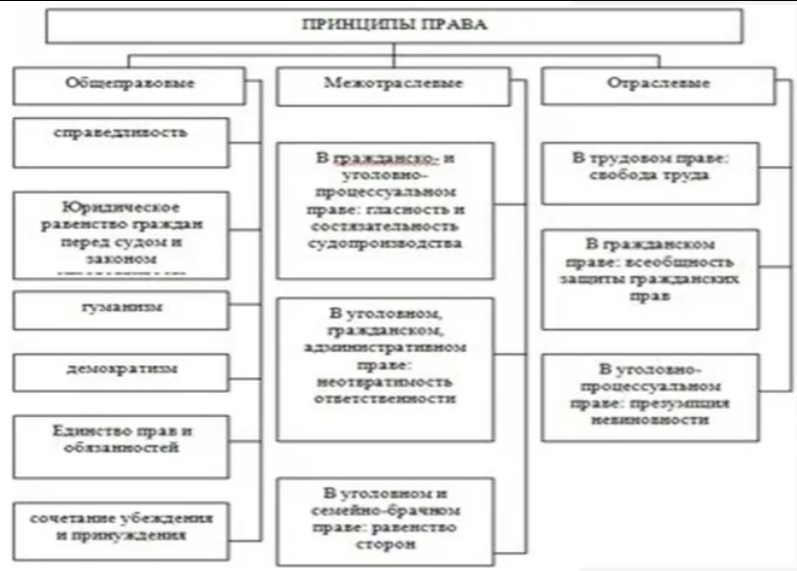 ПРИНЦИПЫ ПРАВА
Общеправовые
справедливость
Юридическое
равенство граждан
перед судом и
законом
гуманизм
демократизм
Единство прав и
обязанностей
сочетание убеждения
и принуждения
Межотраслевые
В гражданско- и
уголовно-
процессуальном
праве: гласность и
состязательность
судопроизводства
В уголовном,
гражданском,
административном
праве:
неотвратимость
ответственности
В уголовном и
семейно-брачном
праве: равенство
сторон
Отраслевые
В трудовом праве:
свобода труда
В гражданском
праве: всеобщность
защиты гражданских
прав
В уголовно-
процессуальном
праве: презумпция
невиновности